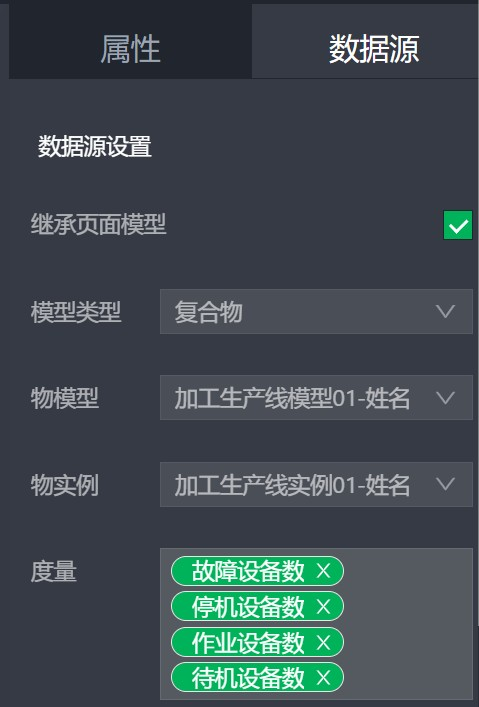 属性 数据源
数据源设置
继承页面模型
模型类型 复合物
物模型 加工生产线模型01-姓名
物实例 加工生产线实例01-姓名
度量 故障设备数 X
停机设备数 X
作业设备数 X
待机设备数 X